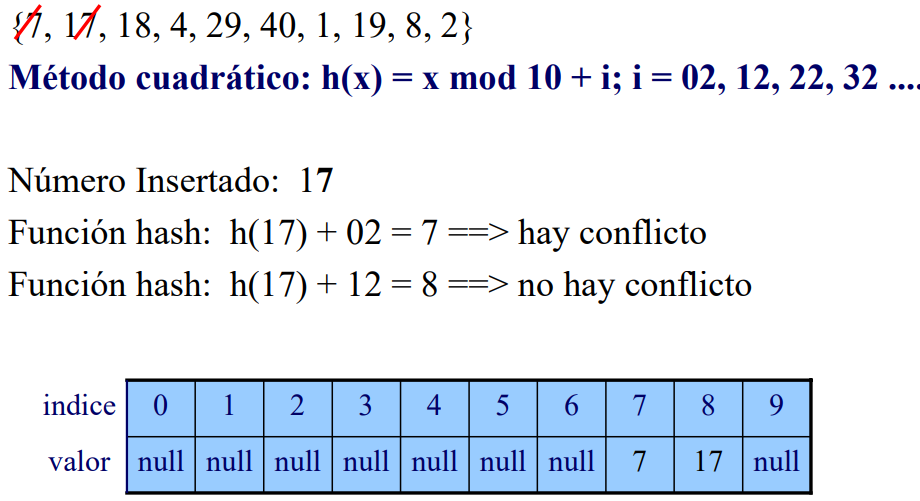 {7, 17, 18, 4, 29, 40, 1, 19, 8, 2}
Método cuadrático: h(x) = x mod 10 + i; i = 02, 12, 22, 32 ....
Número Insertado: 17
Función hash: h(17) + 02 = 7 ==> hay conflicto
Función hash: h(17) + 12 = 8 ==> no hay conflicto
indice 0 1 2 3 4 5 6 7 8 9
valor null null null null null null null 7 17 null